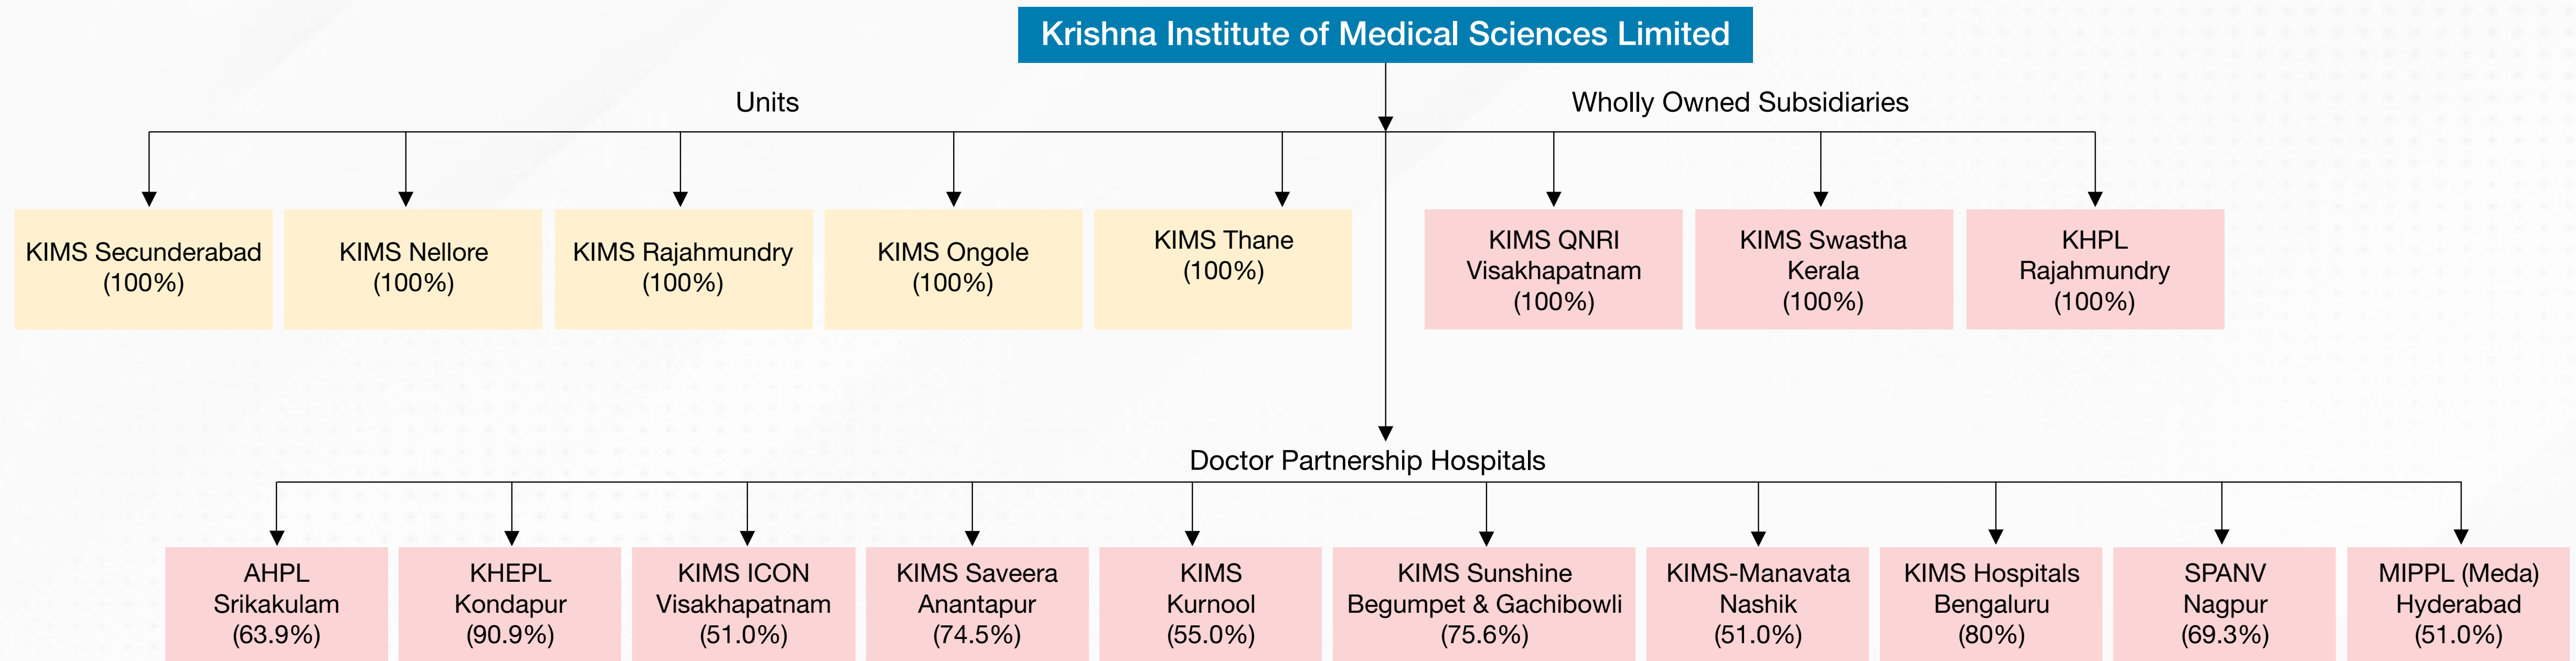 Krishna Institute of Medical Sciences Limited
Units
Wholly Owned Subsidiaries
KIMS Secunderabad
(100%)
KIMS Nellore
(100%)
KIMS Rajahmundry
(100%)
KIMS Ongole
(100%)
KIMS Thane
(100%)
KIMS QNRI
Visakhapatnam
(100%)
KIMS Swastha
Kerala
(100%)
KHPL
Rajahmundry
(100%)
Doctor Partnership Hospitals
AHPL
Srikakulam
(63.9%)
KHEPL
Kondapur
(90.9%)
KIMS ICON
Visakhapatnam
(51.0%)
KIMS Saveera
Anantapur
(74.5%)
KIMS
Kurnool
(55.0%)
KIMS Sunshine
Begumpet & Gachibowli
(75.6%)
KIMS-Manavata
Nashik
(51.0%)
KIMS Hospitals
Bengaluru
(80%)
SPANV
Nagpur
(69.3%)
MIPPL (Meda)
Hyderabad
(51.0%)